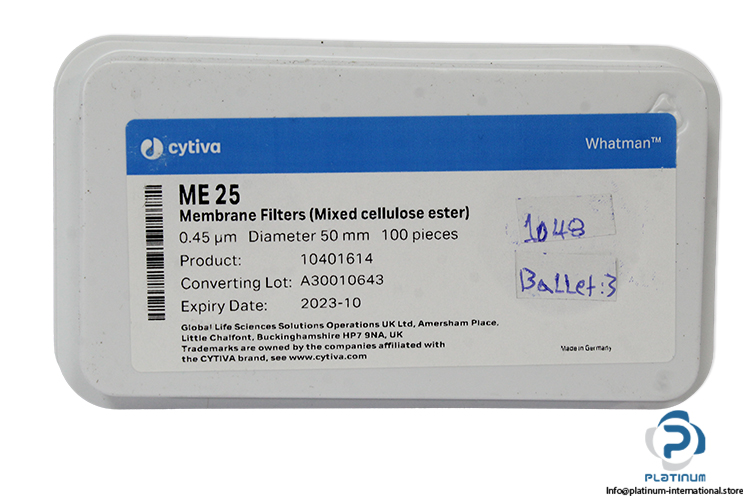 cytiva
Whatman™
ME 25
Membrane Filters (Mixed cellulose ester)
0.45 µm Diameter 50 mm 100 pieces
Product: 10401614
Converting Lot: A30010643
Expiry Date: 2023-10
Global Life Sciences Solutions Operations UK Ltd, Amersham Place,
Little Chalfont, Buckinghamshire HP7 9NA, UK
Trademarks are owned by the companies affiliated with
the CYTIVA brand, see www.cytiva.com
Made in Germany
1048
Ballet:3
PLATINUM
Info@platinum-international.store